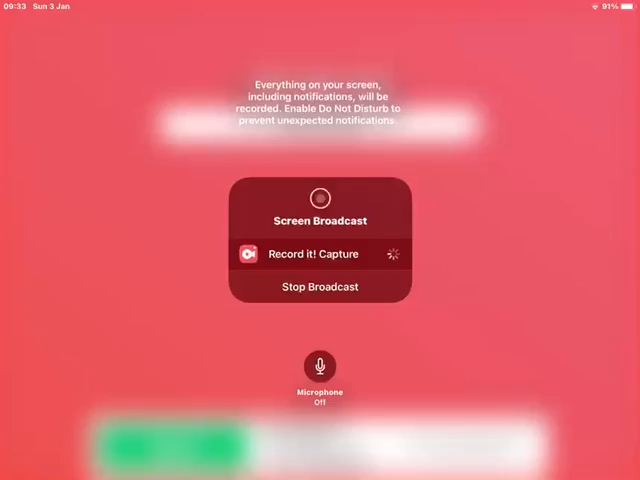 09:33 Sun 3 Jan 91%
Everything on your screen,
including notifications, will be
recorded. Enable Do Not Disturb to
prevent unexpected notifications.
Screen Broadcast
Record it! Capture
Stop Broadcast
Microphone
Off